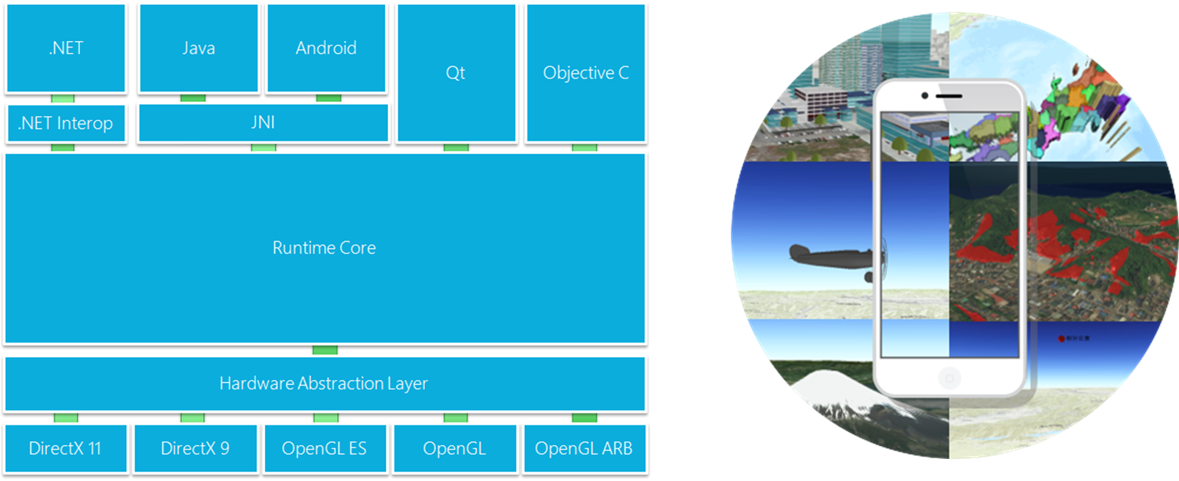 .NET
Java
Android
Qt
Objective C
.NET Interop
JNI
Runtime Core
Hardware Abstraction Layer
DirectX 11
DirectX 9
OpenGL ES
OpenGL
OpenGL ARB